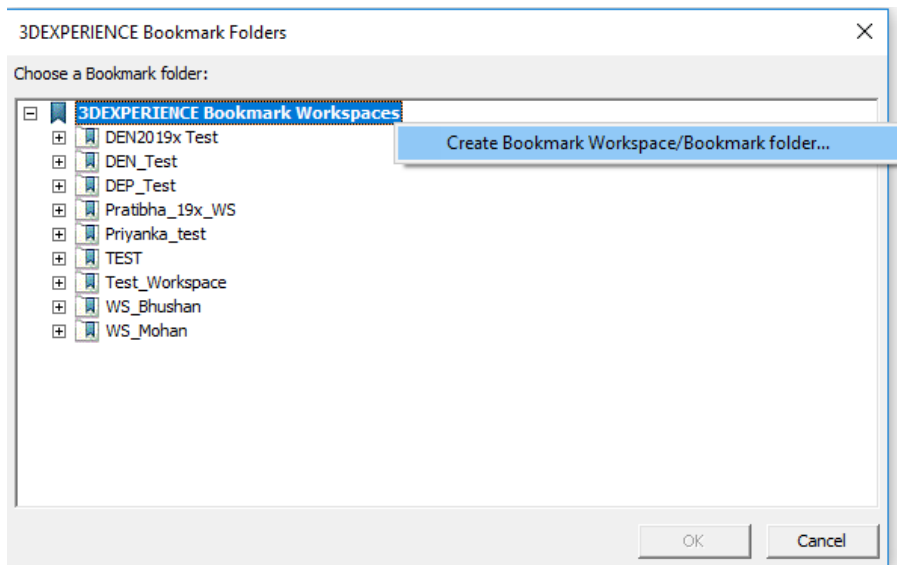 3DEXPERIENCE Bookmark Folders
Choose a Bookmark folder:
3DEXPERIENCE Bookmark Workspaces
DEN2019x Test
Create Bookmark Workspace/Bookmark folder...
DEN_Test
DEP_Test
Pratibha_19x_WS
Priyanka_test
TEST
Test_Workspace
WS_Bhushan
WS_Mohan
OK
Cancel